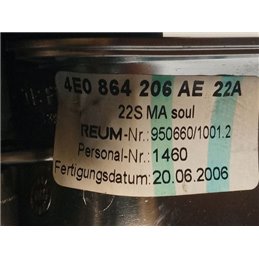 4E0 864 206 AE 22A
22S MA soul
REUM-Nr.: 950660/1001.2
Personal-Nr.: 1460
Fertigungsdatum: 20.06.2006